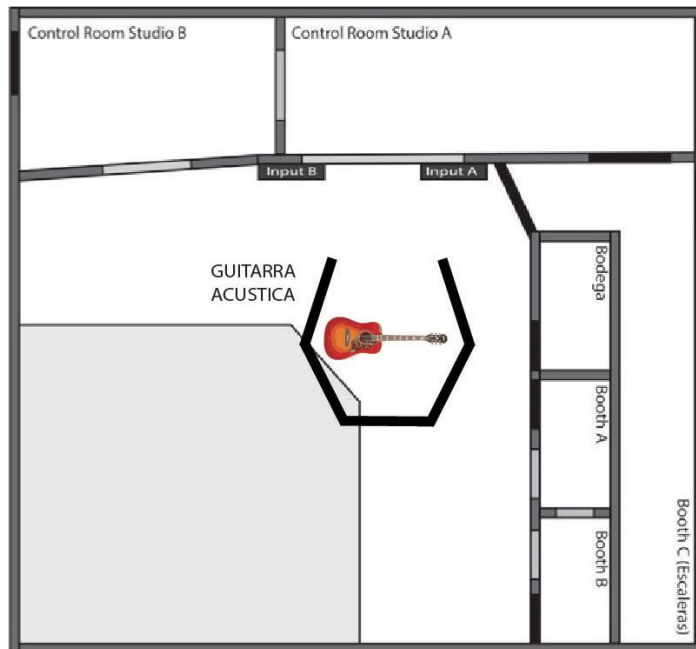 Control Room Studio B
Control Room Studio A
Input B
Input A
GUITARRA
ACUSTICA
Bodega
Booth A
Booth B
Booth C (Escaleras)